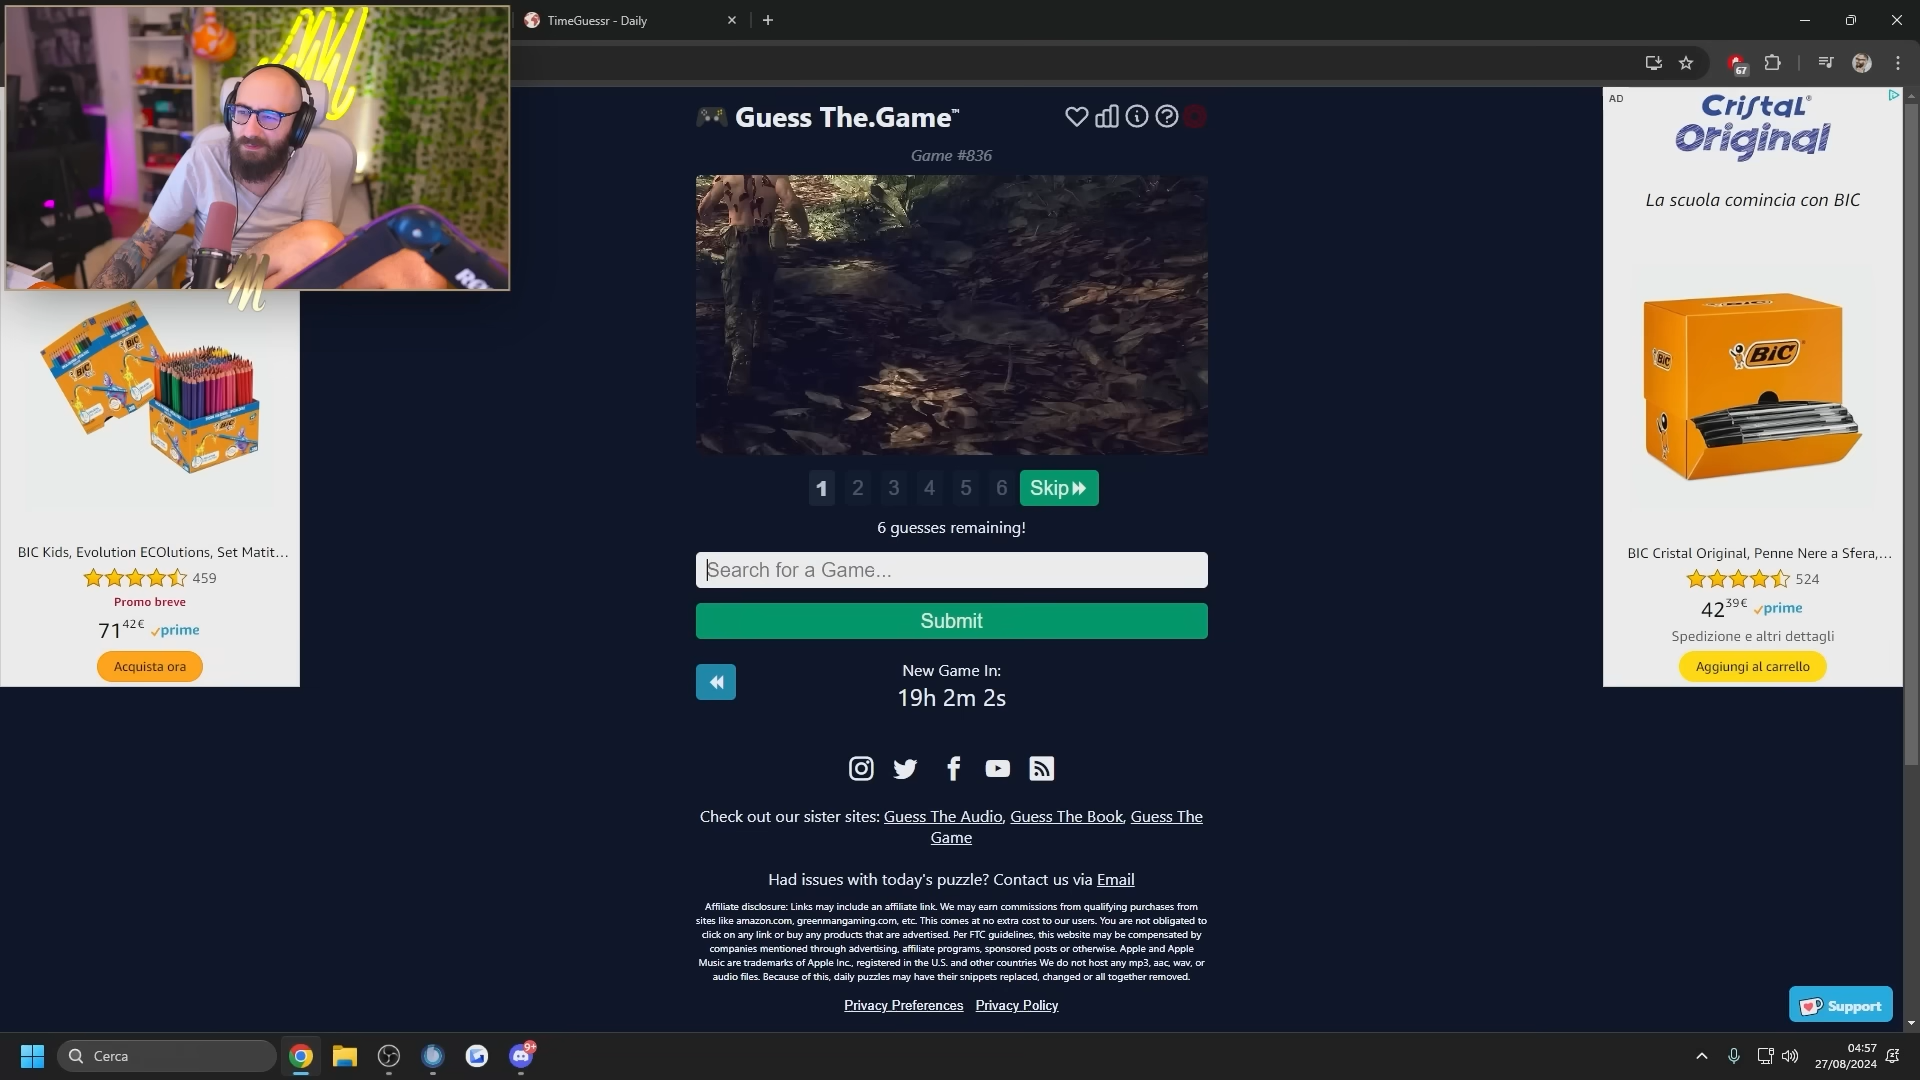 TimeGuessr - Daily
67
Guess The.Game™
Game #836
1 2 3 4 5 6 Skip
6 guesses remaining!
Search for a Game...
Submit
New Game In:
19h 2m 2s
Check out our sister sites: Guess The Audio, Guess The Book, Guess The
Game
Had issues with today's puzzle? Contact us via Email
Affiliate disclosure: Links may include an affiliate link. We may earn commissions from qualifying purchases from
sites like amazon.com, greenmangaming.com, etc. This comes at no extra cost to our users. You are not obligated to
click on any link or buy any products that are advertised. Per FTC guidelines, this website may be compensated by
companies mentioned through advertising, affiliate programs, sponsored posts or otherwise. Apple and Apple
Music are trademarks of Apple Inc., registered in the U.S. and other countries We do not host any mp3, aac, wav, or
audio files. Because of this, daily puzzles may have their snippets replaced, changed or all together removed.
Privacy Preferences Privacy Policy
BIC
BIC
BIC
BIC Kids, Evolution ECOlutions, Set Matit...
459
Promo breve
71 42€ prime
Acquista ora
AD
Cristal®
Original
La scuola comincia con BIC
BIC
BIC
BIC Cristal Original, Penne Nere a Sfera,...
524
42 39€ prime
Spedizione e altri dettagli
Aggiungi al carrello
Support
Cerca
9+
04:57
27/08/2024